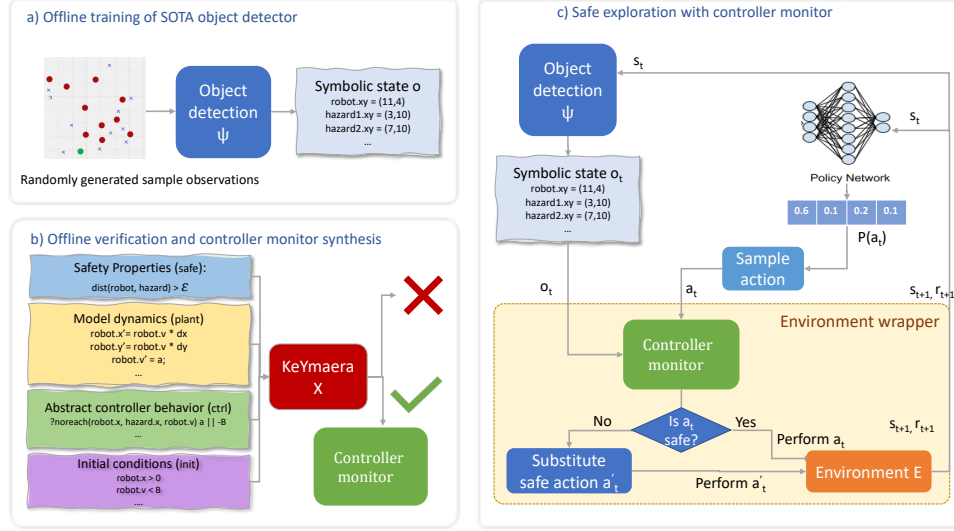 a) Offline training of SOTA object detector
Object
detection
ψ
Symbolic state o
robot.xy = (11,4)
hazard1.xy = (3,10)
hazard2.xy = (7,10)
...
Randomly generated sample observations
b) Offline verification and controller monitor synthesis
Safety Properties (safe):
dist(robot, hazard) > ℰ
Model dynamics (plant)
robot.x'= robot.v * dx
robot.y'= robot.v * dy
robot.v' = a;
...
Abstract controller behavior (ctrl)
?noreach(robot.x, hazard.x, robot.v) a || -B
...
Initial conditions (init)
robot.x > 0
robot.v < B
....
KeYmaera
X
Controller
monitor
c) Safe exploration with controller monitor
Object
detection
ψ
s_t
s_t
Symbolic state o_t
robot.xy = (11,4)
hazard1.xy = (3,10)
hazard2.xy = (7,10)
...
Policy Network
0.6 0.1 0.2 0.1
P(a_t)
Sample
action
o_t
a_t
s_{t+1}, r_{t+1}
Environment wrapper
Controller
monitor
No
Is a_t
safe?
Yes
s_{t+1}, r_{t+1}
Perform a_t
Substitute
safe action a'_t
Perform a'_t
Environment E